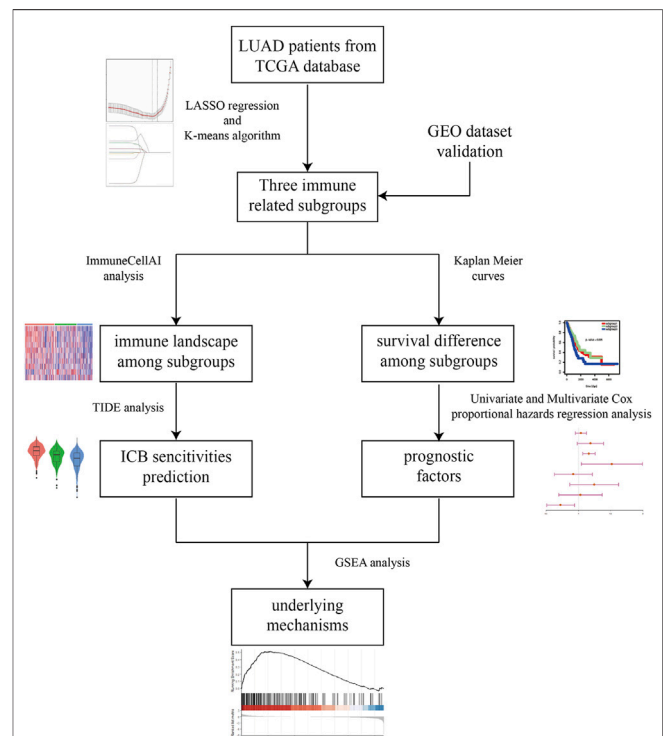 LUAD patients from
TCGA database
LASSO regression
and
K-means algorithm
GEO dataset
validation
Three immune
related subgroups
ImmuneCellAI
analysis
Kaplan Meier
curves
immune landscape
among subgroups
survival difference
among subgroups
TIDE analysis
Univariate and Multivariate Cox
proportional hazards regression analysis
ICB sencitivities
prediction
prognostic
factors
GSEA analysis
underlying
mechanisms